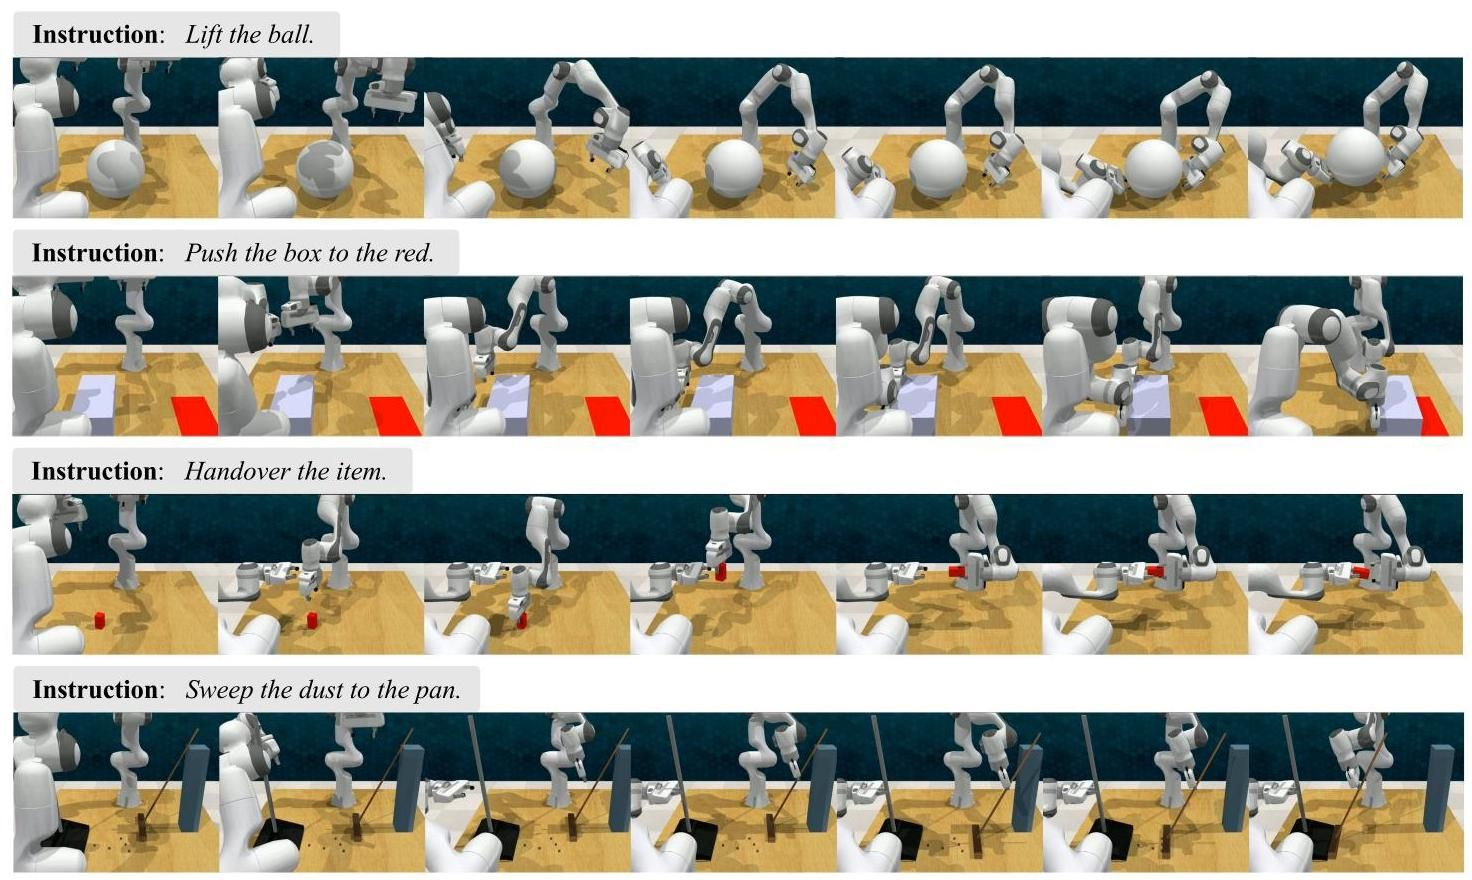 Instruction: Lift the ball.
Instruction: Push the box to the red.
Instruction: Handover the item.
Instruction: Sweep the dust to the pan.